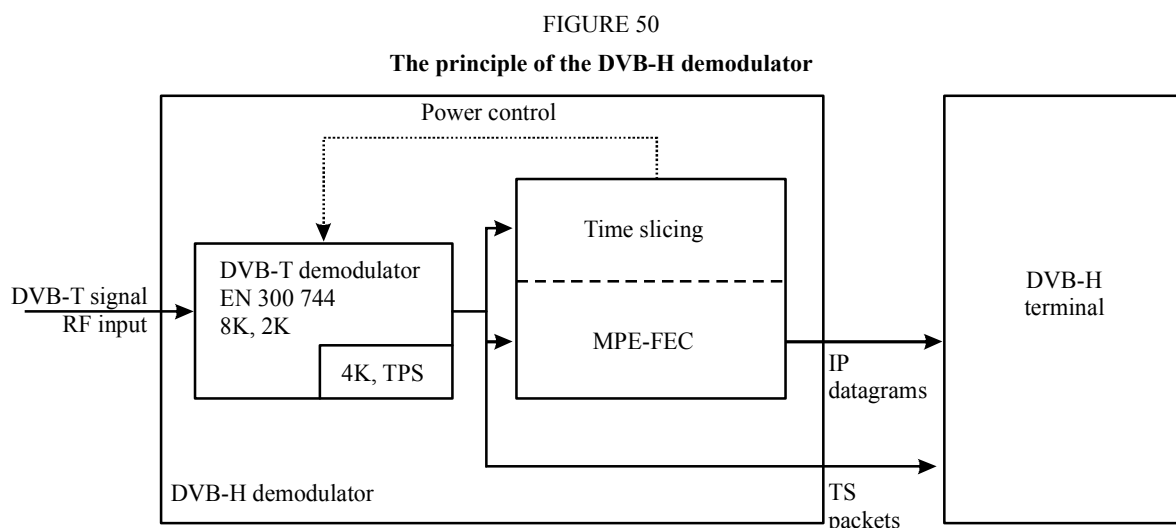 FIGURE 50
The principle of the DVB-H demodulator
Power control
Time slicing
DVB-T demodulator
EN 300 744
8K, 2K
DVB-T signal
RF input
4K, TPS
MPE-FEC
DVB-H
terminal
IP
datagrams
DVB-H demodulator
TS
packets